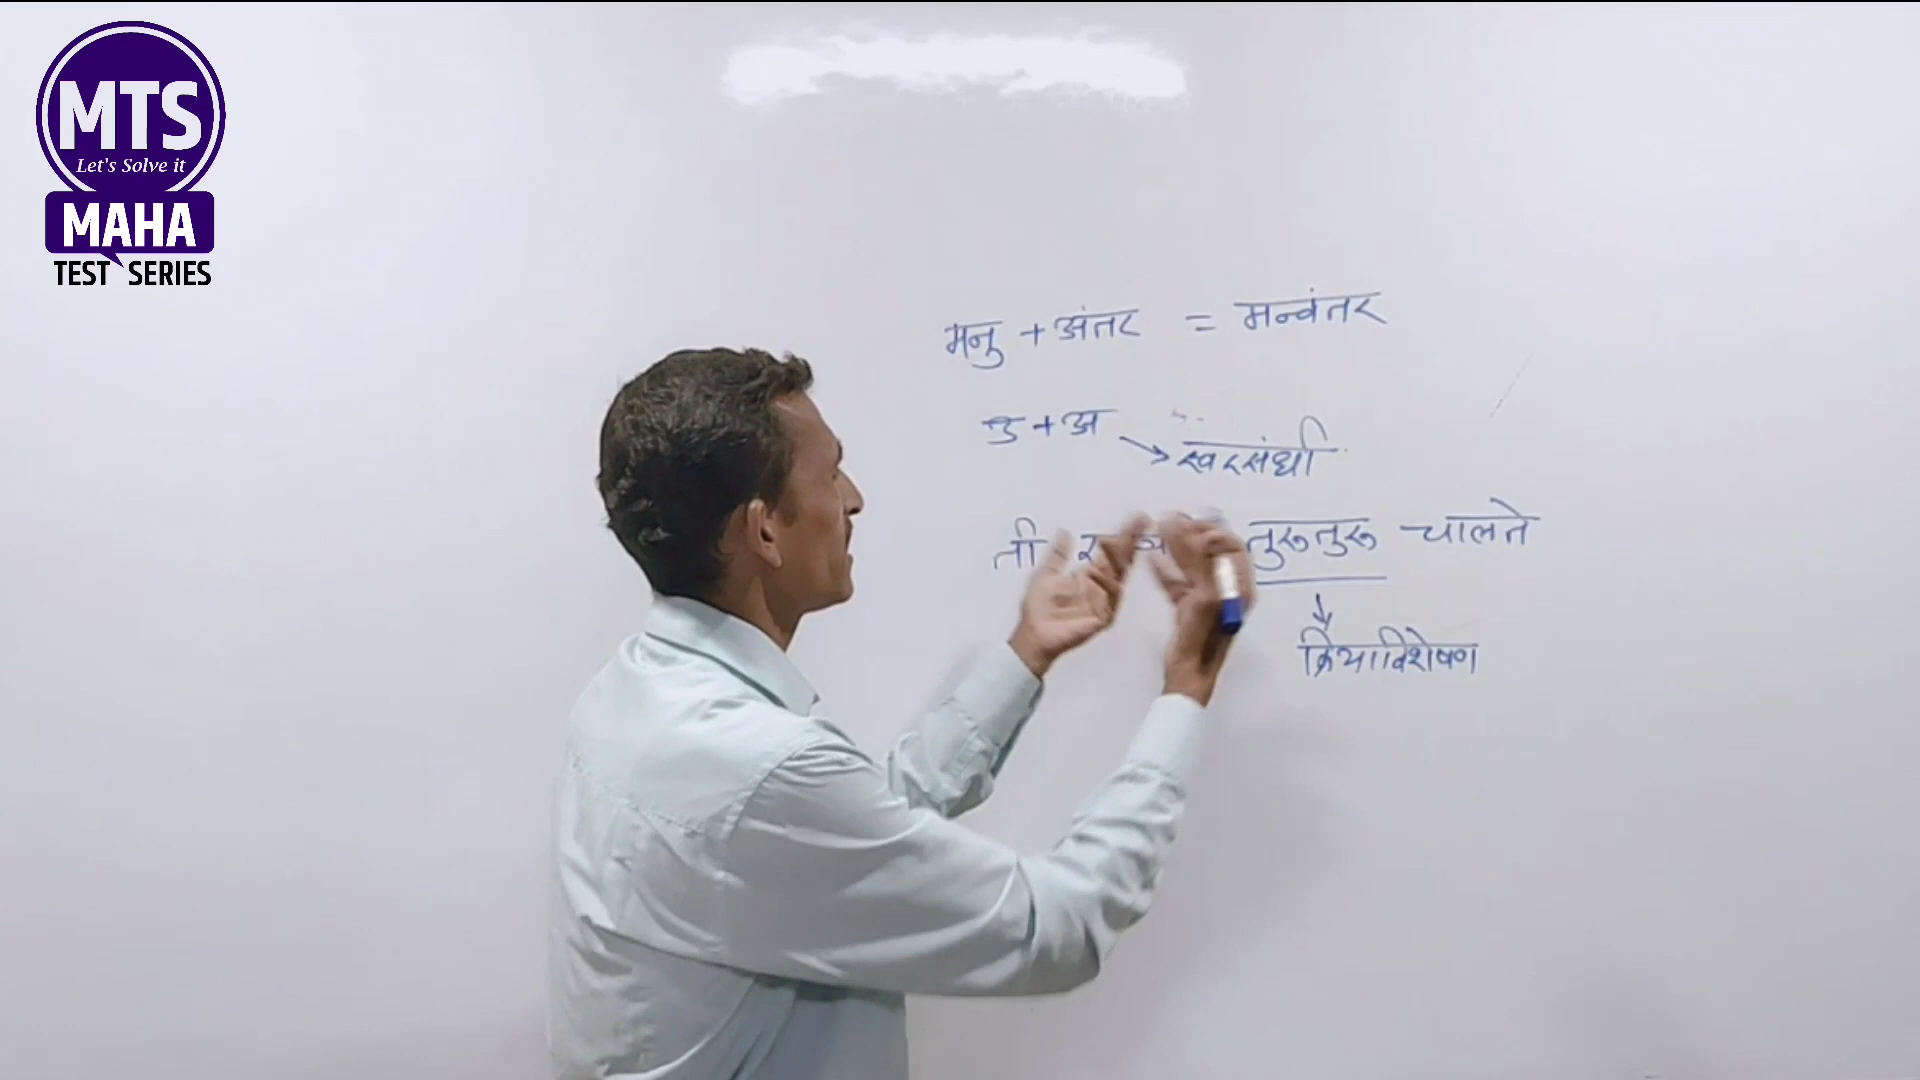 MTS
Let's Solve it
MAHA
TEST SERIES
मनु + अंतर = मन्वंतर
उ + अ
स्वरसंधी
ती तुरूतुरू चालते
क्रियाविशेषण